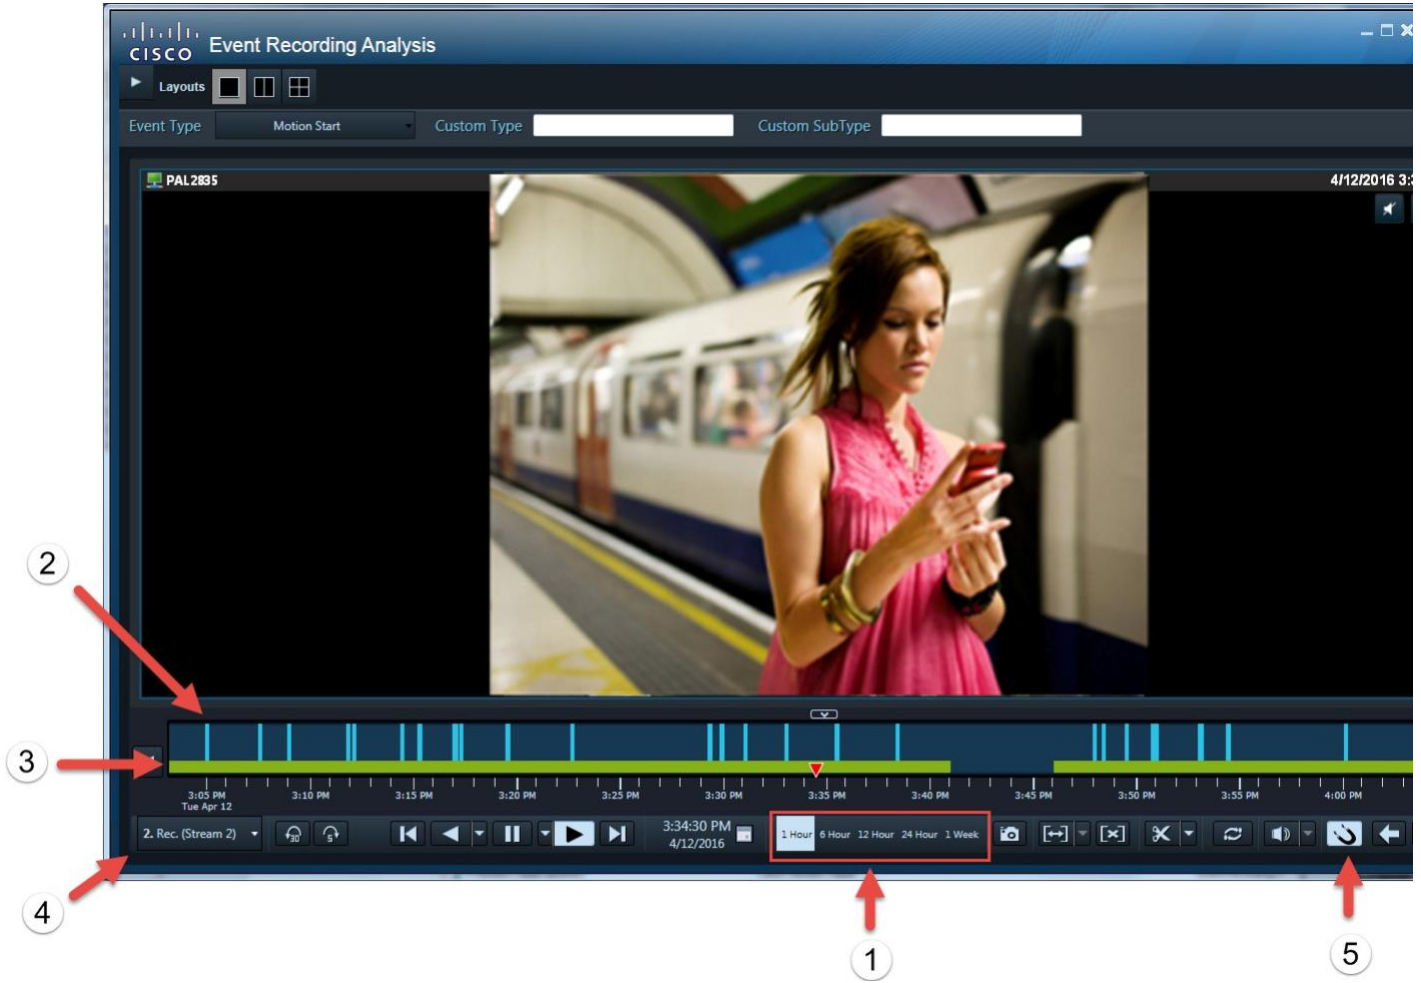 CISCO Event Recording Analysis
Layouts
Event Type Motion Start Custom Type Custom SubType
PAL2835 4/12/2016 3:3
2
3
3:05 PM 3:10 PM 3:15 PM 3:20 PM 3:25 PM 3:30 PM 3:35 PM 3:40 PM 3:45 PM 3:50 PM 3:55 PM 4:00 PM
Tue Apr 12
2. Rec. (Stream 2) 30 5 3:34:30 PM 1 Hour 6 Hour 12 Hour 24 Hour 1 Week
4/12/2016
4
1
5